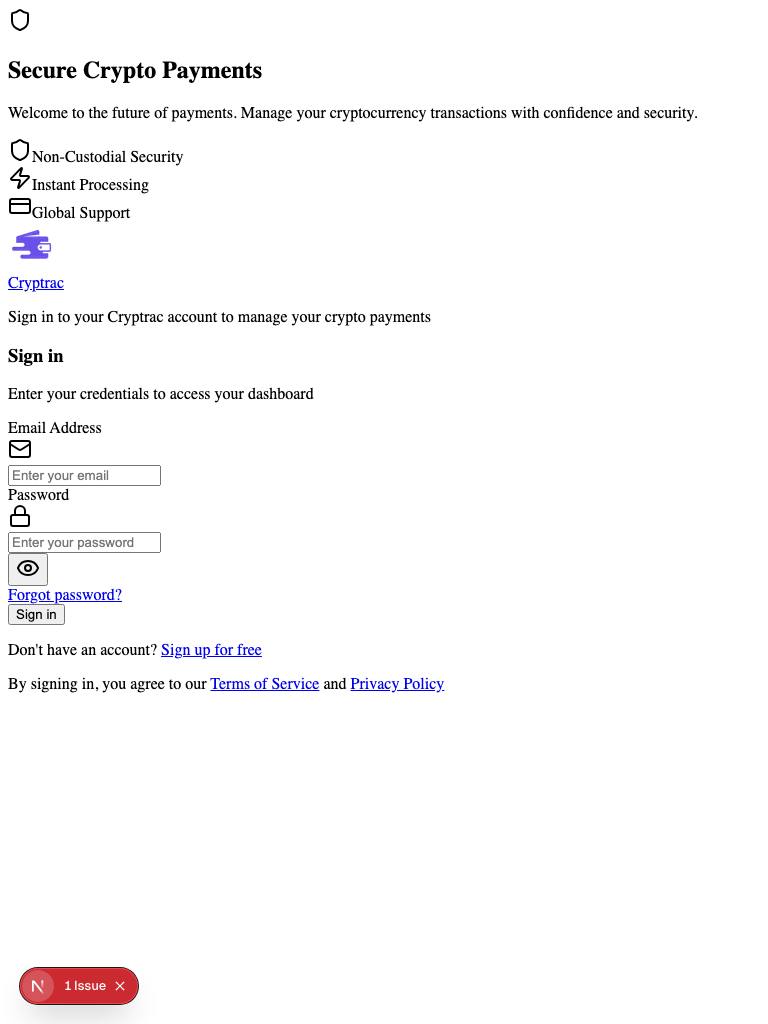 Secure Crypto Payments
Welcome to the future of payments. Manage your cryptocurrency transactions with confidence and security.
Non-Custodial Security
Instant Processing
Global Support
Cryptrac
Sign in to your Cryptrac account to manage your crypto payments
Sign in
Enter your credentials to access your dashboard
Email Address
Enter your email
Password
Enter your password
Forgot password?
Sign in
Don't have an account? Sign up for free
By signing in, you agree to our Terms of Service and Privacy Policy
N 1 Issue